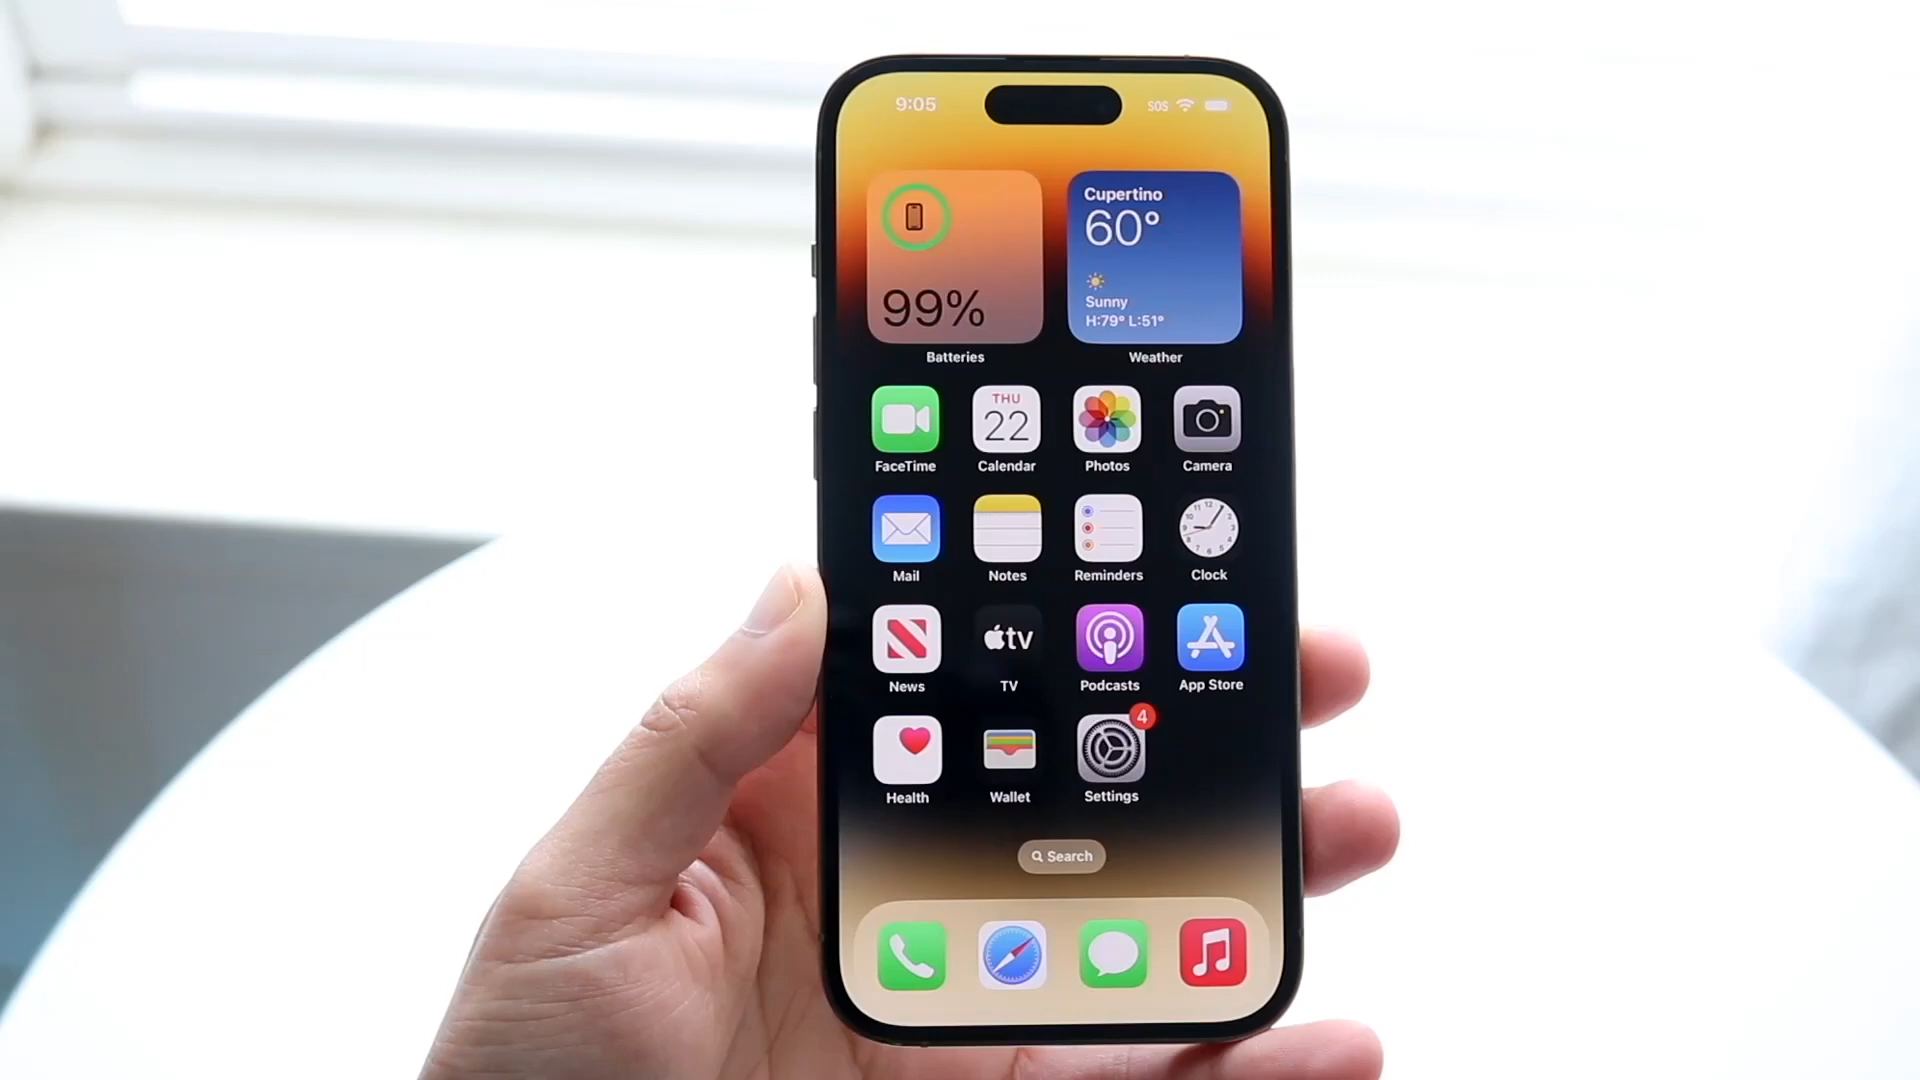 9:05 SOS
Cupertino
60°
99%
Sunny
H:79° L:51°
Batteries Weather
THU
22
FaceTime Calendar Photos Camera
Mail Notes Reminders Clock
tv
News TV Podcasts App Store
4
Health Wallet Settings
Search